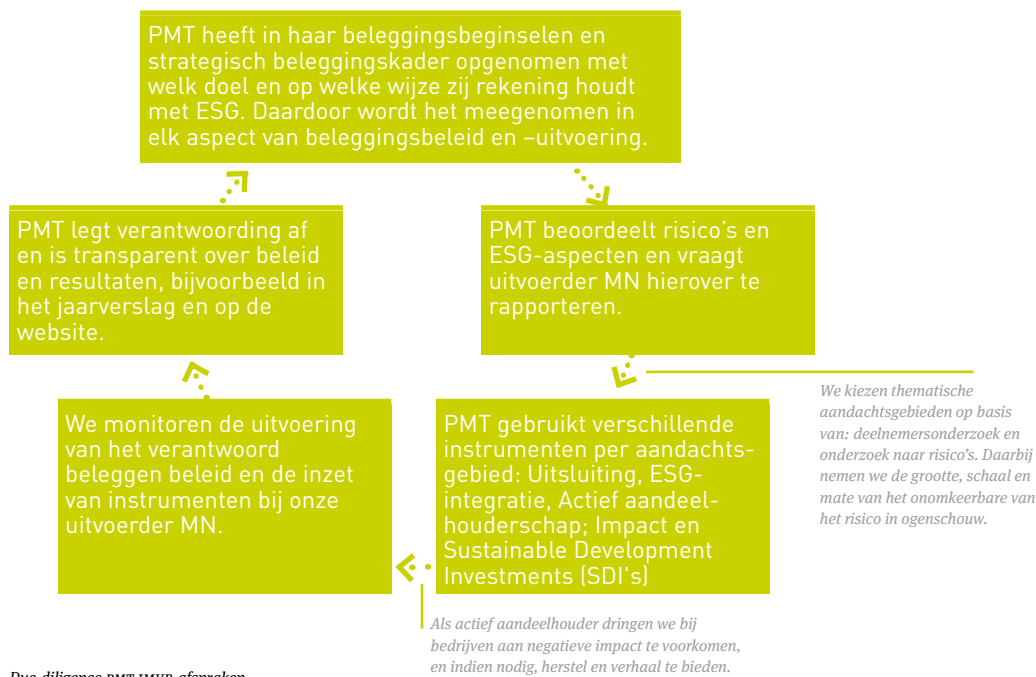 PMT heeft in haar beleggingsbeginselen en
strategisch beleggingskader opgenomen met
welk doel en op welke wijze zij rekening houdt
met ESG. Daardoor wordt het meegenomen in
elk aspect van beleggingsbeleid en –uitvoering.
PMT beoordeelt risico's en
ESG-aspecten en vraagt
uitvoerder MN hierover te
rapporteren.
We kiezen thematische
aandachtsgebieden op basis
van: deelnemersonderzoek en
onderzoek naar risico's. Daarbij
nemen we de grootte, schaal en
mate van het onomkeerbare van
het risico in ogenschouw.
PMT gebruikt verschillende
instrumenten per aandachts-
gebied: Uitsluiting, ESG-
integratie, Actief aandeel-
houderschap; Impact en
Sustainable Development
Investments (SDI's)
Als actief aandeelhouder dringen we bij
bedrijven aan negatieve impact te voorkomen,
en indien nodig, herstel en verhaal te bieden.
We monitoren de uitvoering
van het verantwoord
beleggen beleid en de inzet
van instrumenten bij onze
uitvoerder MN.
PMT legt verantwoording af
en is transparant over beleid
en resultaten, bijvoorbeeld in
het jaarverslag en op de
website.
Due-diligence PMT IMVB-afspraken